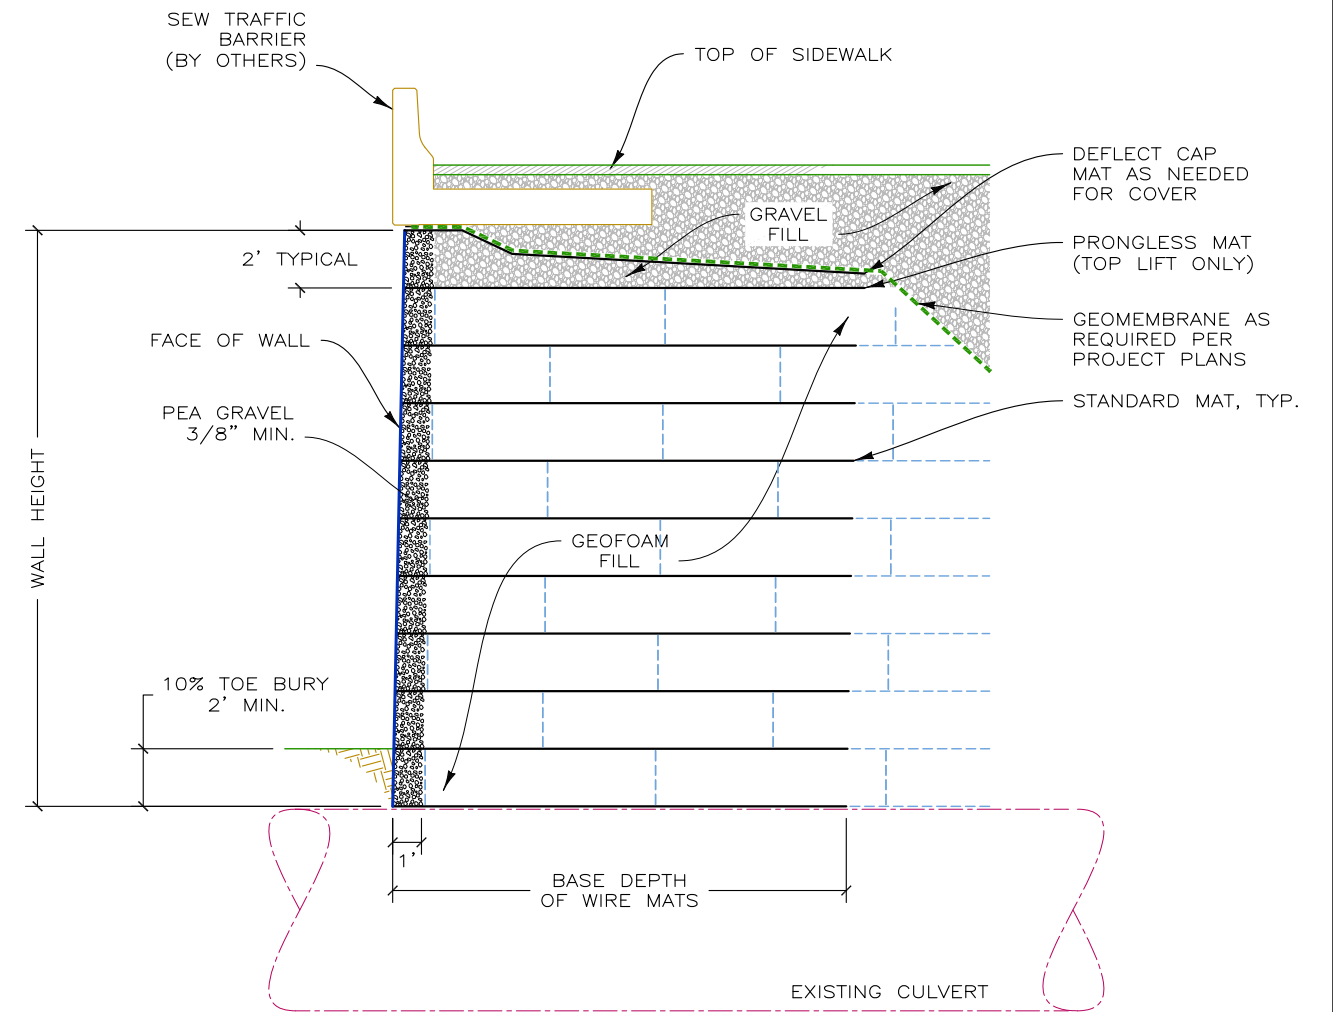 SEW TRAFFIC
BARRIER
(BY OTHERS)
TOP OF SIDEWALK
DEFLECT CAP
MAT AS NEEDED
FOR COVER
GRAVEL
FILL
PRONGLESS MAT
(TOP LIFT ONLY)
2' TYPICAL
GEOMEMBRANE AS
REQUIRED PER
PROJECT PLANS
FACE OF WALL
STANDARD MAT, TYP.
PEA GRAVEL
3/8" MIN.
WALL HEIGHT
GEOFOAM
FILL
10% TOE BURY
2' MIN.
1'
BASE DEPTH
OF WIRE MATS
EXISTING CULVERT